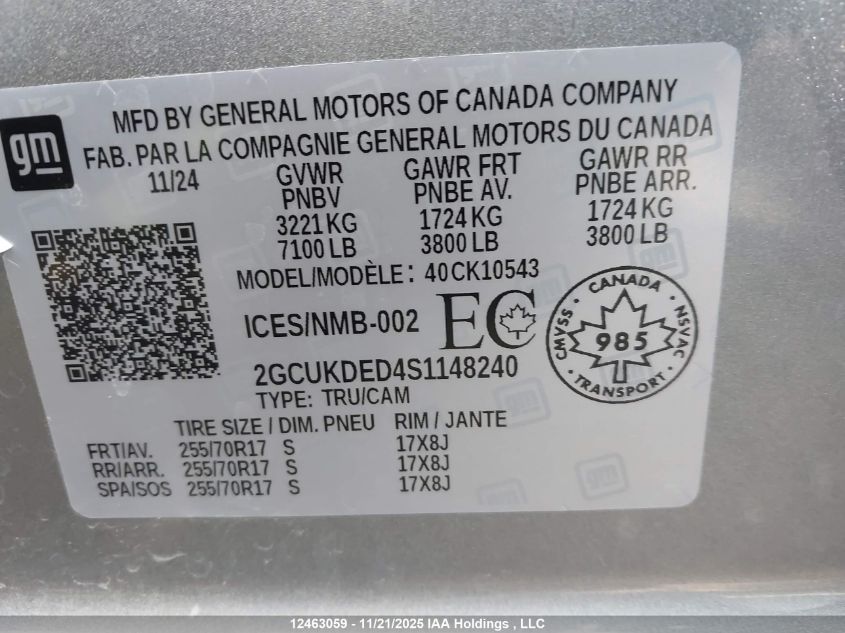 MFD BY GENERAL MOTORS OF CANADA COMPANY
FAB. PAR LA COMPAGNIE GENERAL MOTORS DU CANADA
gm
11/24 GVWR GAWR FRT GAWR RR
PNBV PNBE AV. PNBE ARR.
3221 KG 1724 KG 1724 KG
7100 LB 3800 LB 3800 LB
MODEL/MODÈLE: 40CK10543
ICES/NMB-002 EC
CANADA
CMVSS 985 NSVAC
TRANSPORT
2GCUKDED4S1148240
TYPE: TRU/CAM
TIRE SIZE / DIM. PNEU RIM / JANTE
FRT/AV. 255/70R17 S 17X8J
RR/ARR. 255/70R17 S 17X8J
SPA/SOS 255/70R17 S 17X8J
12463059 - 11/21/2025 IAA Holdings , LLC